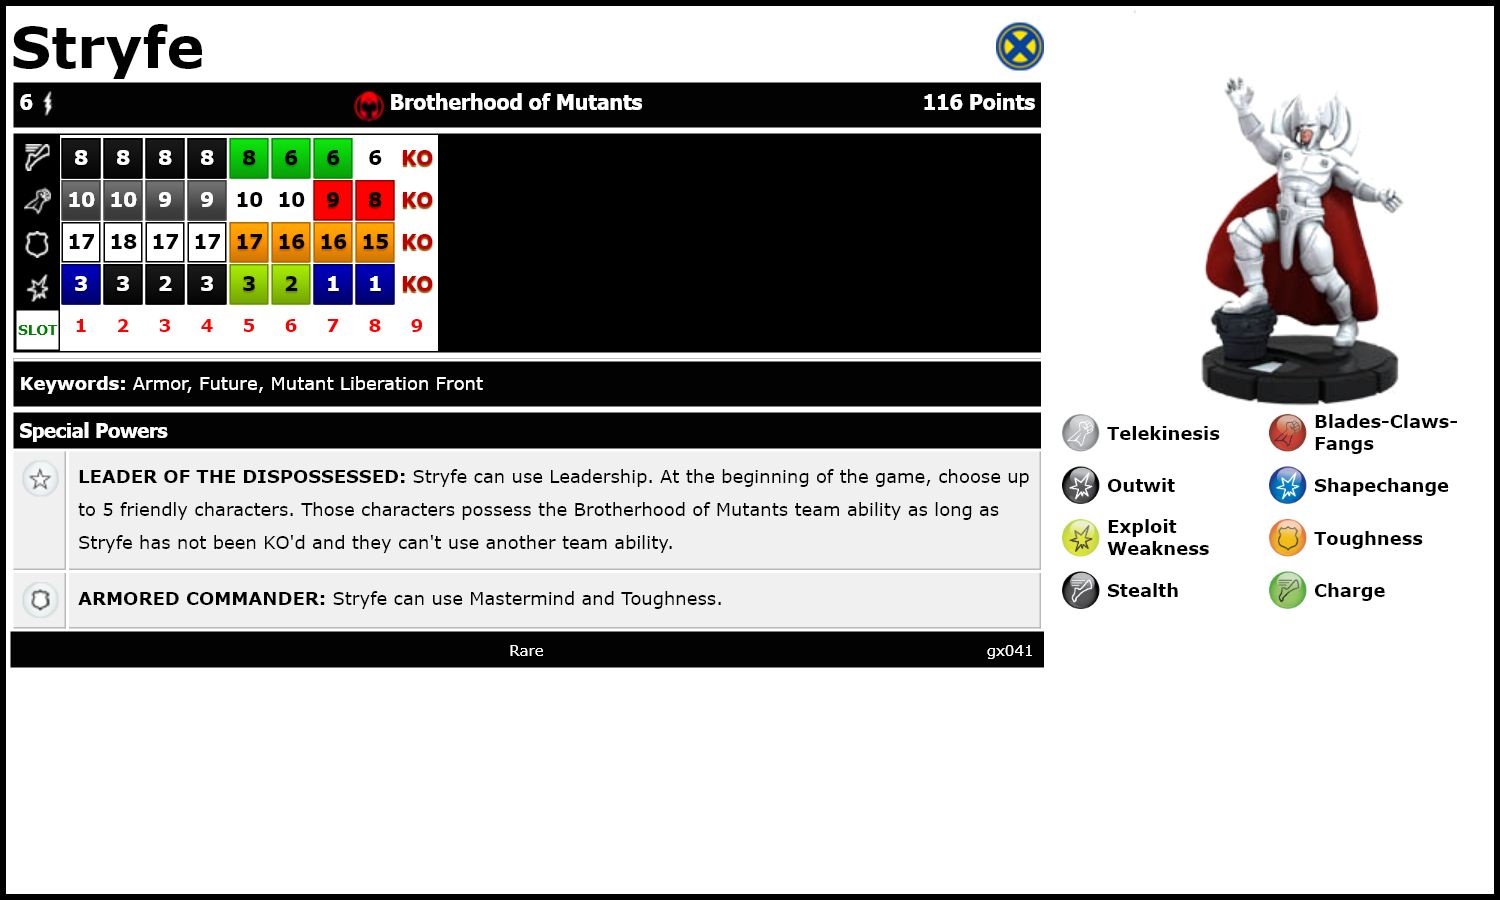 Stryfe
6 Brotherhood of Mutants 116 Points
8 8 8 8 8 6 6 6 KO
10 10 9 9 10 10 9 8 KO
17 18 17 17 17 16 16 15 KO
3 3 2 3 3 2 1 1 KO
SLOT 1 2 3 4 5 6 7 8 9
Keywords: Armor, Future, Mutant Liberation Front
Special Powers
LEADER OF THE DISPOSSESSED: Stryfe can use Leadership. At the beginning of the game, choose up
to 5 friendly characters. Those characters possess the Brotherhood of Mutants team ability as long as
Stryfe has not been KO'd and they can't use another team ability.
ARMORED COMMANDER: Stryfe can use Mastermind and Toughness.
Rare gx041
Telekinesis
Blades-Claws-
Fangs
Outwit
Shapechange
Exploit
Weakness
Toughness
Stealth
Charge